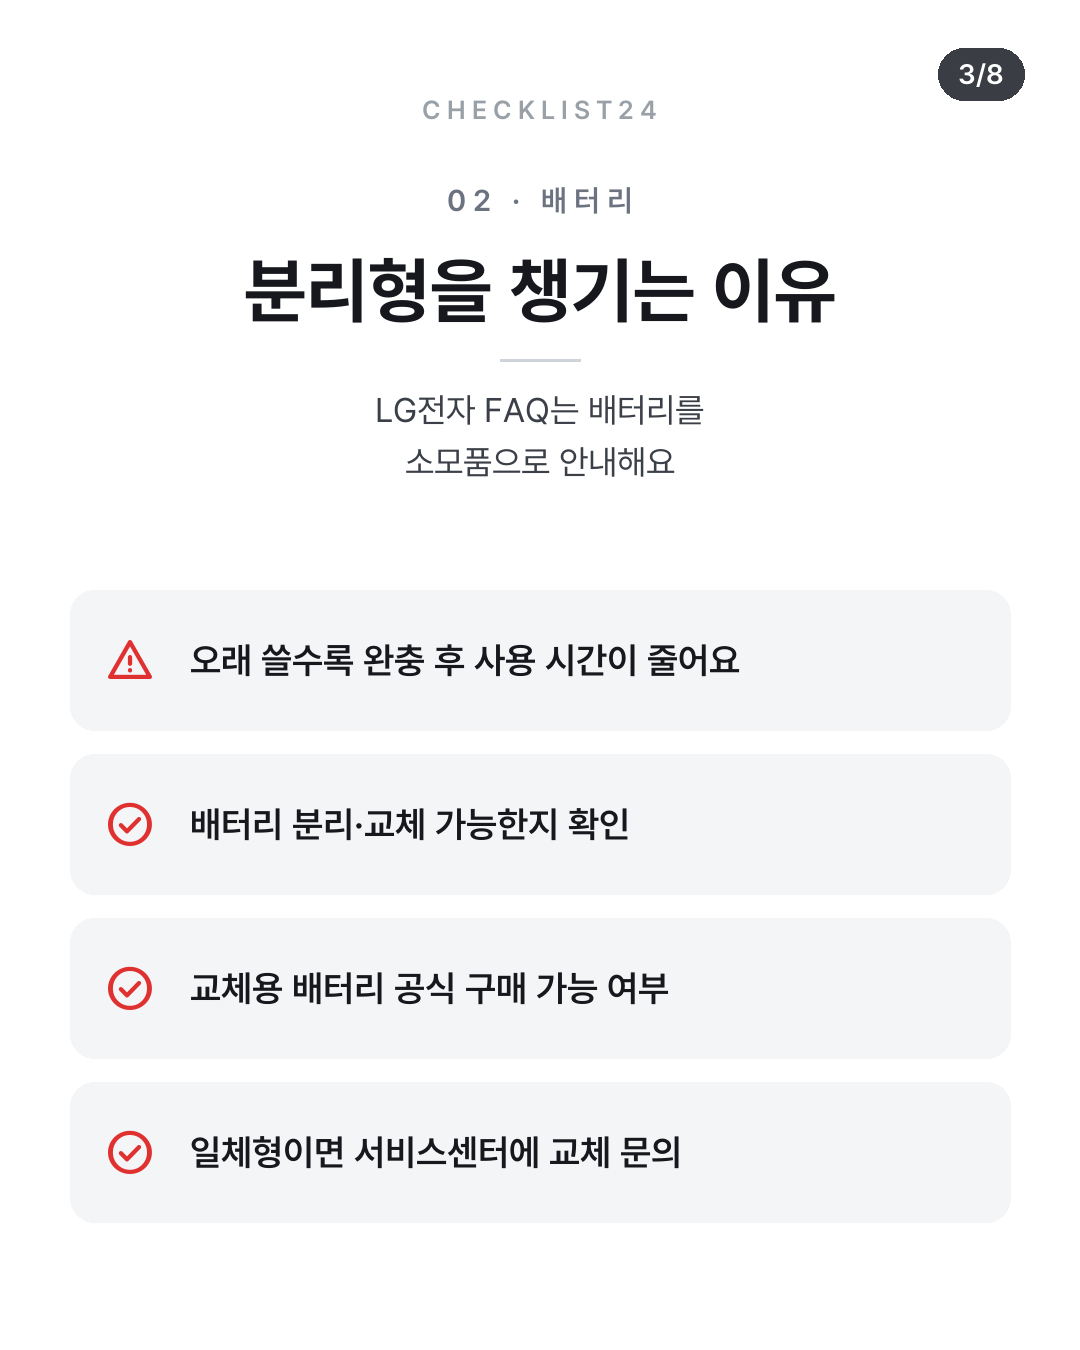 3/8
CHECKLIST24
02 · 배터리
분리형을 챙기는 이유
LG전자 FAQ는 배터리를
소모품으로 안내해요
오래 쓸수록 완충 후 사용 시간이 줄어요
배터리 분리·교체 가능한지 확인
교체용 배터리 공식 구매 가능 여부
일체형이면 서비스센터에 교체 문의